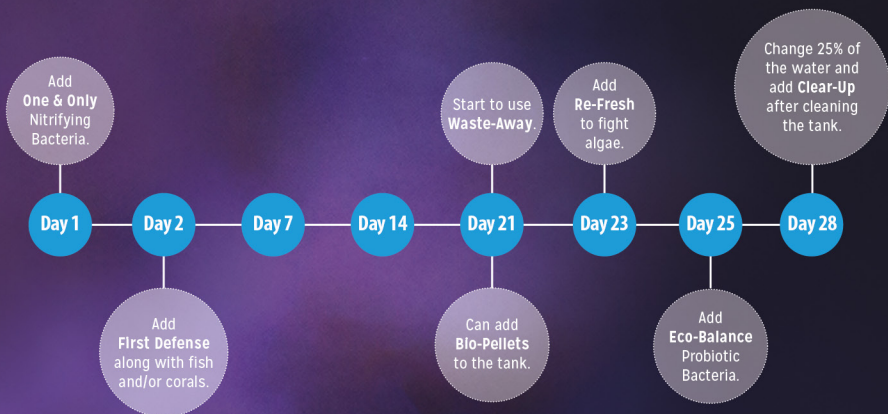 Add
One & Only
Nitrifying
Bacteria.
Start to use
Waste-Away.
Add
Re-Fresh
to fight
algae.
Change 25% of
the water and
add Clear-Up
after cleaning
the tank.
Day 1
Day 2
Day 7
Day 14
Day 21
Day 23
Day 25
Day 28
Add
First Defense
along with fish
and/or corals.
Can add
Bio-Pellets
to the tank.
Add
Eco-Balance
Probiotic
Bacteria.